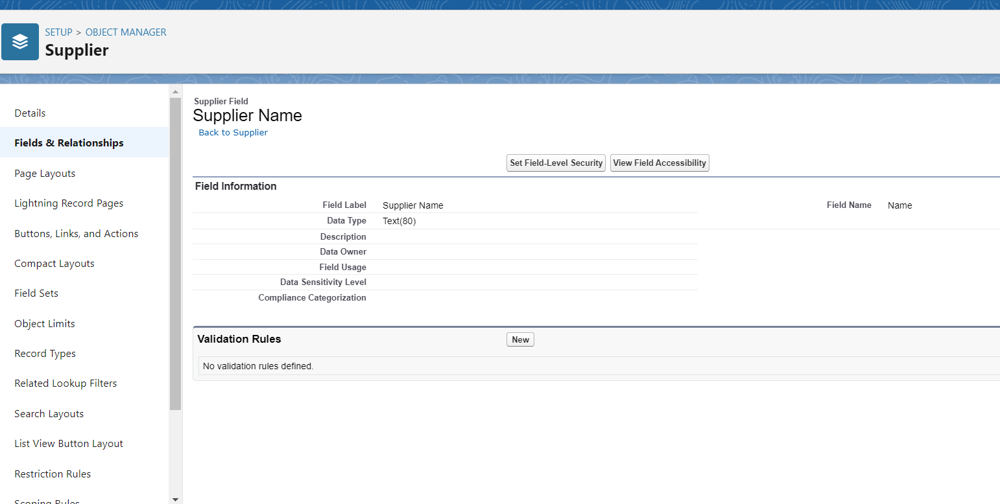 SETUP > OBJECT MANAGER
Supplier
Details
Fields & Relationships
Page Layouts
Lightning Record Pages
Buttons, Links, and Actions
Compact Layouts
Field Sets
Object Limits
Record Types
Related Lookup Filters
Search Layouts
List View Button Layout
Restriction Rules
Scoping Rules
Supplier Field
Supplier Name
Back to Supplier
Set Field-Level Security View Field Accessibility
Field Information
Field Label Supplier Name Field Name Name
Data Type Text(80)
Description
Data Owner
Field Usage
Data Sensitivity Level
Compliance Categorization
Validation Rules New
No validation rules defined.